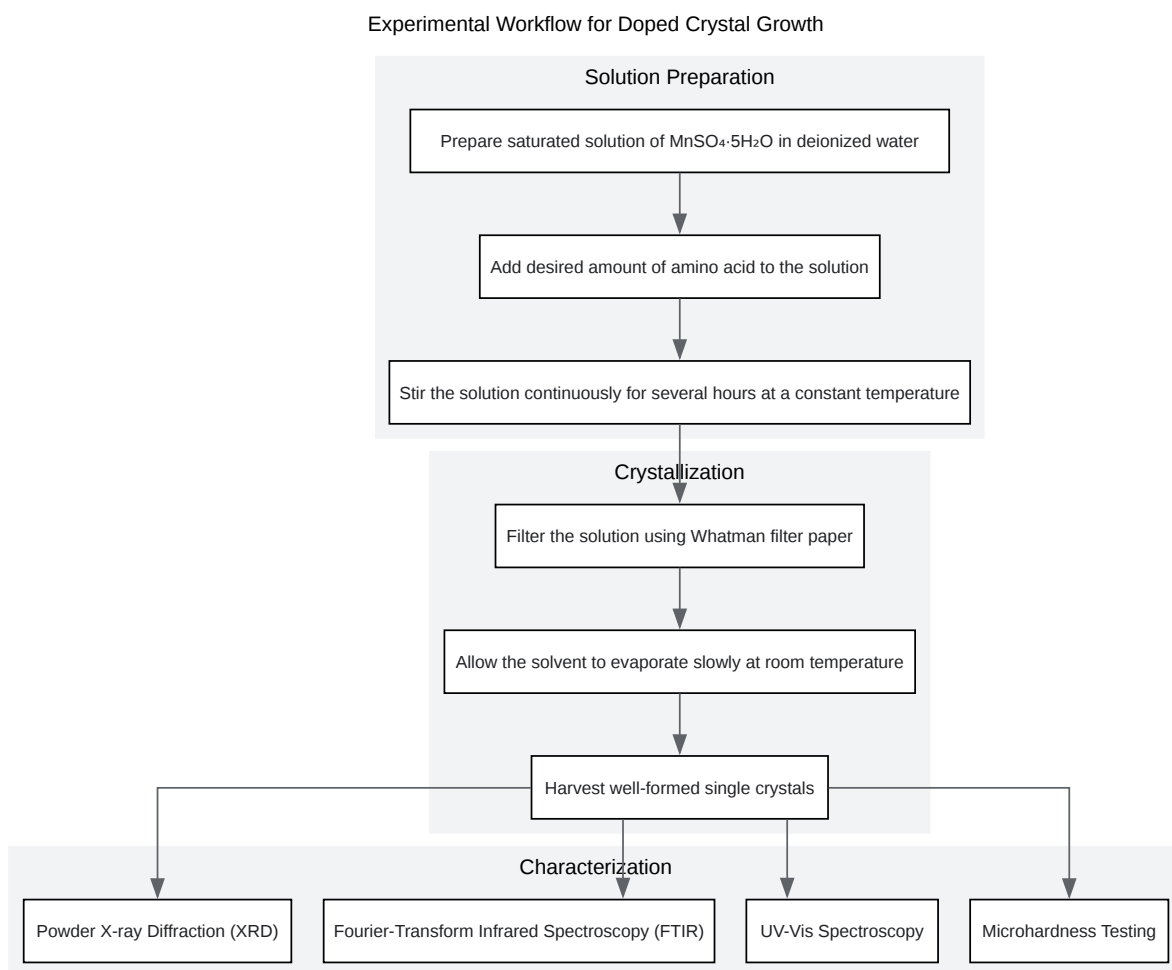 Experimental Workflow for Doped Crystal Growth
Solution Preparation
Prepare saturated solution of MnSO₄·5H₂O in deionized water
Add desired amount of amino acid to the solution
Stir the solution continuously for several hours at a constant temperature
Crystallization
Filter the solution using Whatman filter paper
Allow the solvent to evaporate slowly at room temperature
Harvest well-formed single crystals
Characterization
Powder X-ray Diffraction (XRD)
Fourier-Transform Infrared Spectroscopy (FTIR)
UV-Vis Spectroscopy
Microhardness Testing